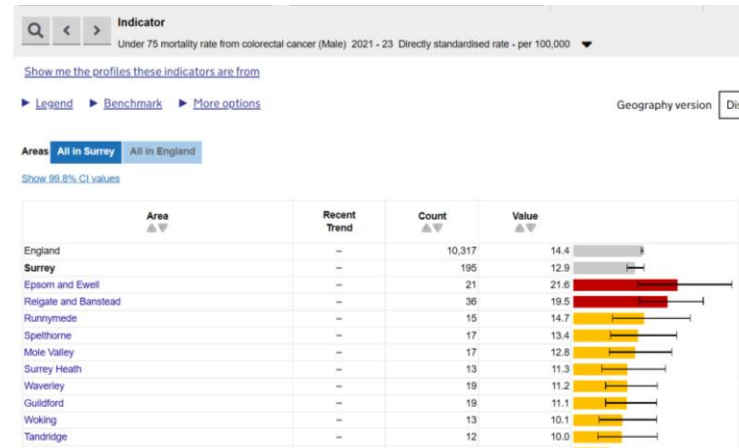 Indicator
Under 75 mortality rate from colorectal cancer (Male) 2021 - 23 Directly standardised rate - per 100,000
Show me the profiles these indicators are from
Legend Benchmark More options
Geography version Dis
Areas All in Surrey All in England
Show 99.8% CI values
Area Recent Trend Count Value
England – 10,317 14.4
Surrey – 195 12.9
Epsom and Ewell – 21 21.6
Reigate and Banstead – 36 19.5
Runnymede – 15 14.7
Spelthorne – 17 13.4
Mole Valley – 17 12.8
Surrey Heath – 13 11.3
Waverley – 19 11.2
Guildford – 19 11.1
Woking – 13 10.1
Tandridge – 12 10.0